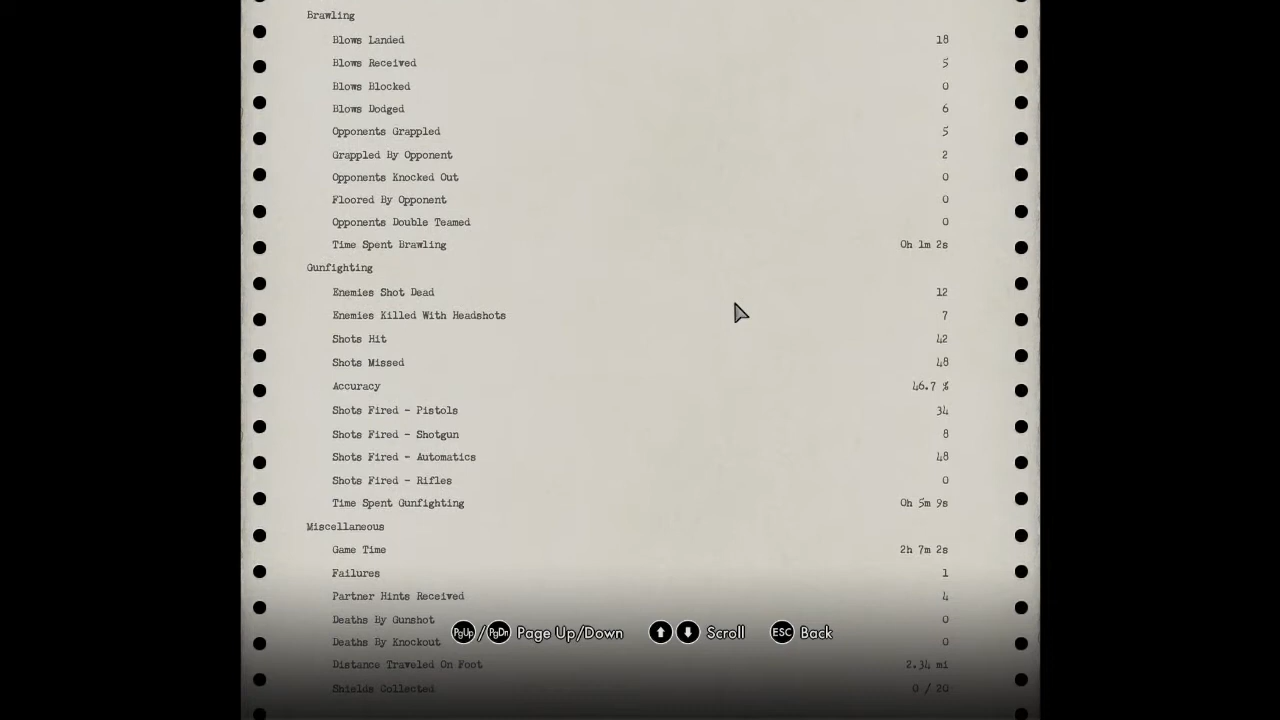 Brawling
Blows Landed 18
Blows Received 5
Blows Blocked 0
Blows Dodged 6
Opponents Grappled 5
Grappled By Opponent 2
Opponents Knocked Out 0
Floored By Opponent 0
Opponents Double Teamed 0
Time Spent Brawling 0h 1m 2s
Gunfighting
Enemies Shot Dead 12
Enemies Killed With Headshots 7
Shots Hit 42
Shots Missed 48
Accuracy 46.7 %
Shots Fired - Pistols 34
Shots Fired - Shotgun 8
Shots Fired - Automatics 48
Shots Fired - Rifles 0
Time Spent Gunfighting 0h 5m 9s
Miscellaneous
Game Time 2h 7m 2s
Failures 1
Partner Hints Received 4
Deaths By Gunshot 0
PgUp / PgDn Page Up/Down Scroll ESC Back
Deaths By Knockout 0
Distance Traveled On Foot 2.34 mi
Shields Collected 0 / 20